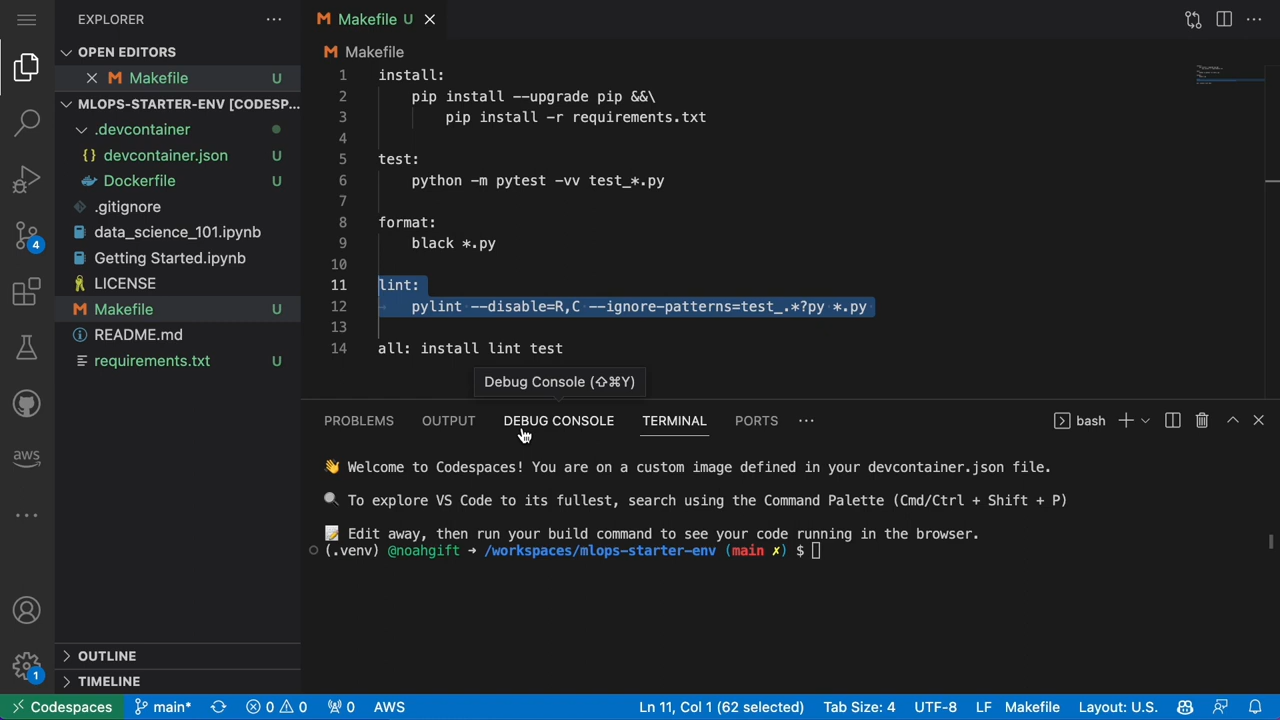 EXPLORER
OPEN EDITORS
Makefile U
MLOPS-STARTER-ENV [CODESP...
.devcontainer
{} devcontainer.json U
Dockerfile U
.gitignore
data_science_101.ipynb
Getting Started.ipynb
LICENSE
Makefile U
README.md
requirements.txt U
OUTLINE
TIMELINE
4
aws
1
Makefile U
Makefile
1 install:
2 pip install --upgrade pip &&\
3 pip install -r requirements.txt
4
5 test:
6 python -m pytest -vv test_*.py
7
8 format:
9 black *.py
10
11 lint:
12 pylint --disable=R,C --ignore-patterns=test_.*?py *.py
13
14 all: install lint test
Debug Console (⇧⌘Y)
PROBLEMS OUTPUT DEBUG CONSOLE TERMINAL PORTS ··· bash
👋 Welcome to Codespaces! You are on a custom image defined in your devcontainer.json file.
🔍 To explore VS Code to its fullest, search using the Command Palette (Cmd/Ctrl + Shift + P)
📝 Edit away, then run your build command to see your code running in the browser.
(.venv) @noahgift ➜ /workspaces/mlops-starter-env (main ✗) $
Codespaces main* 0 0 0 AWS Ln 11, Col 1 (62 selected) Tab Size: 4 UTF-8 LF Makefile Layout: U.S.